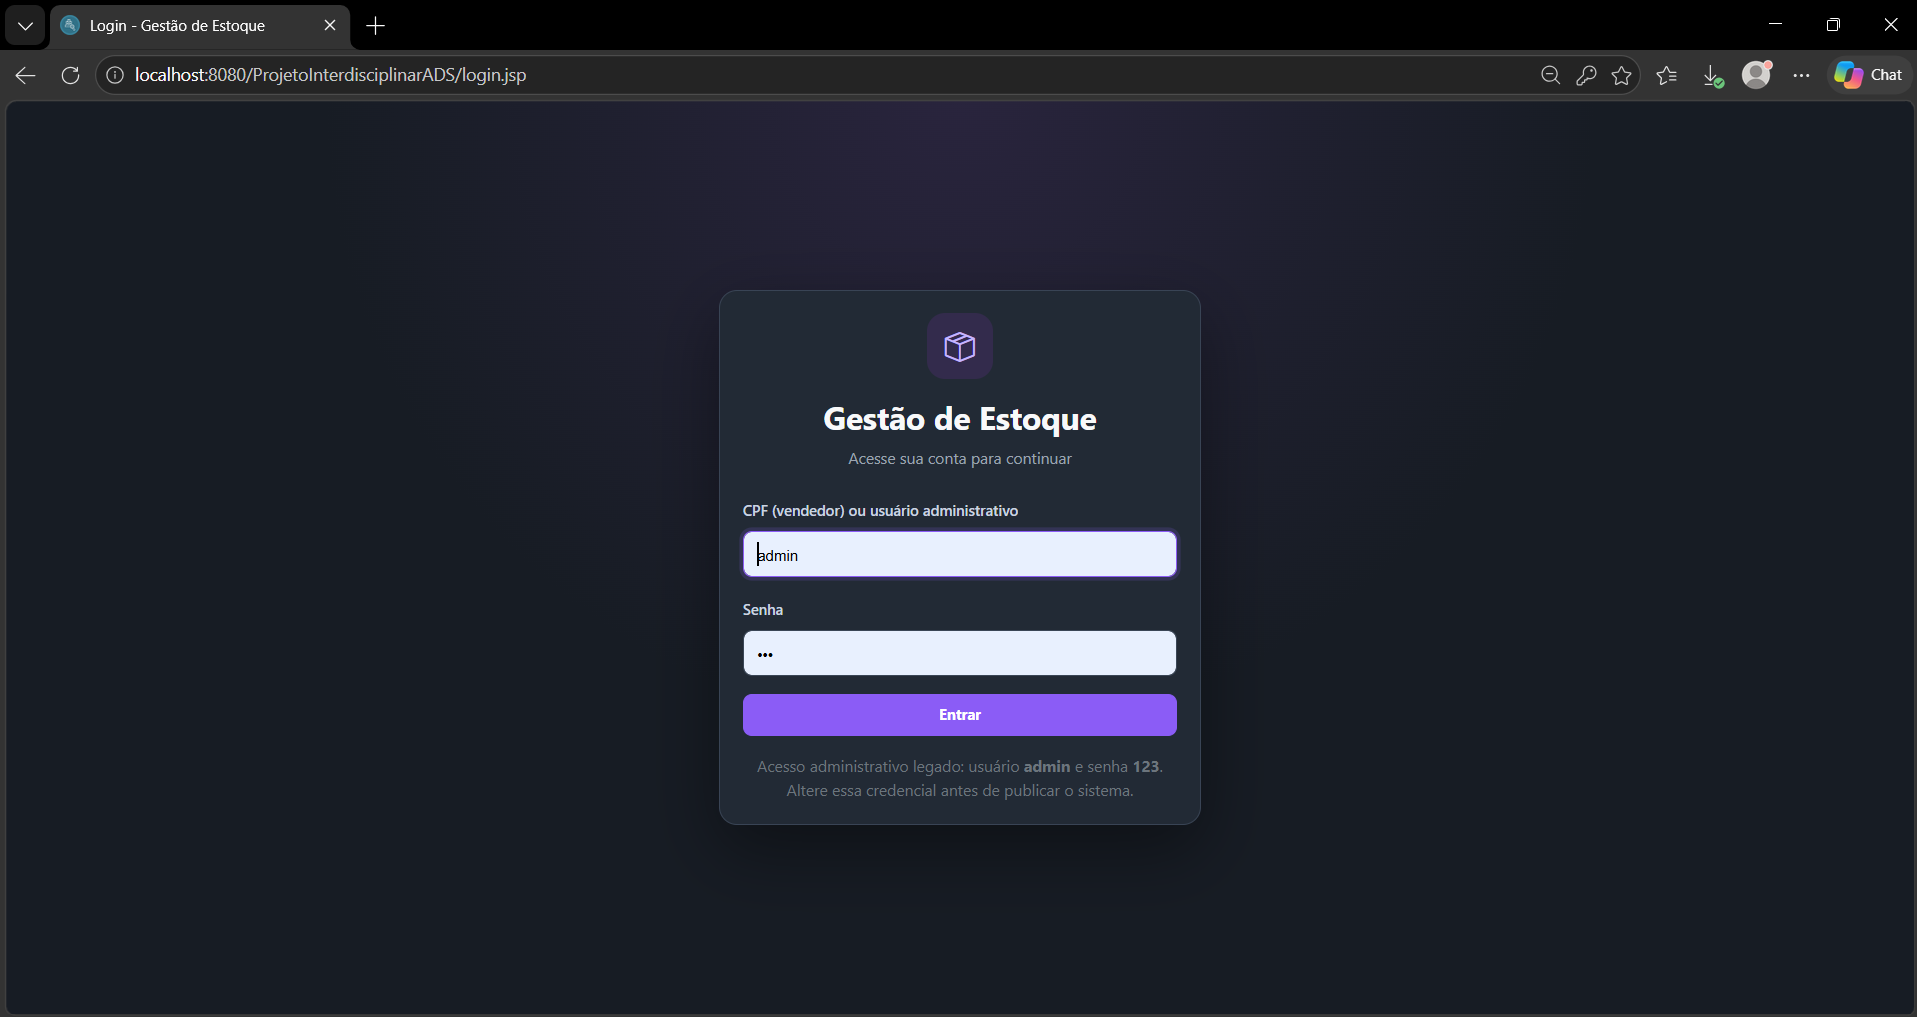 Login - Gestão de Estoque
localhost:8080/ProjetoInterdisciplinarADS/login.jsp
Chat
Gestão de Estoque
Acesse sua conta para continuar
CPF (vendedor) ou usuário administrativo
admin
Senha
•••
Entrar
Acesso administrativo legado: usuário admin e senha 123.
Altere essa credencial antes de publicar o sistema.